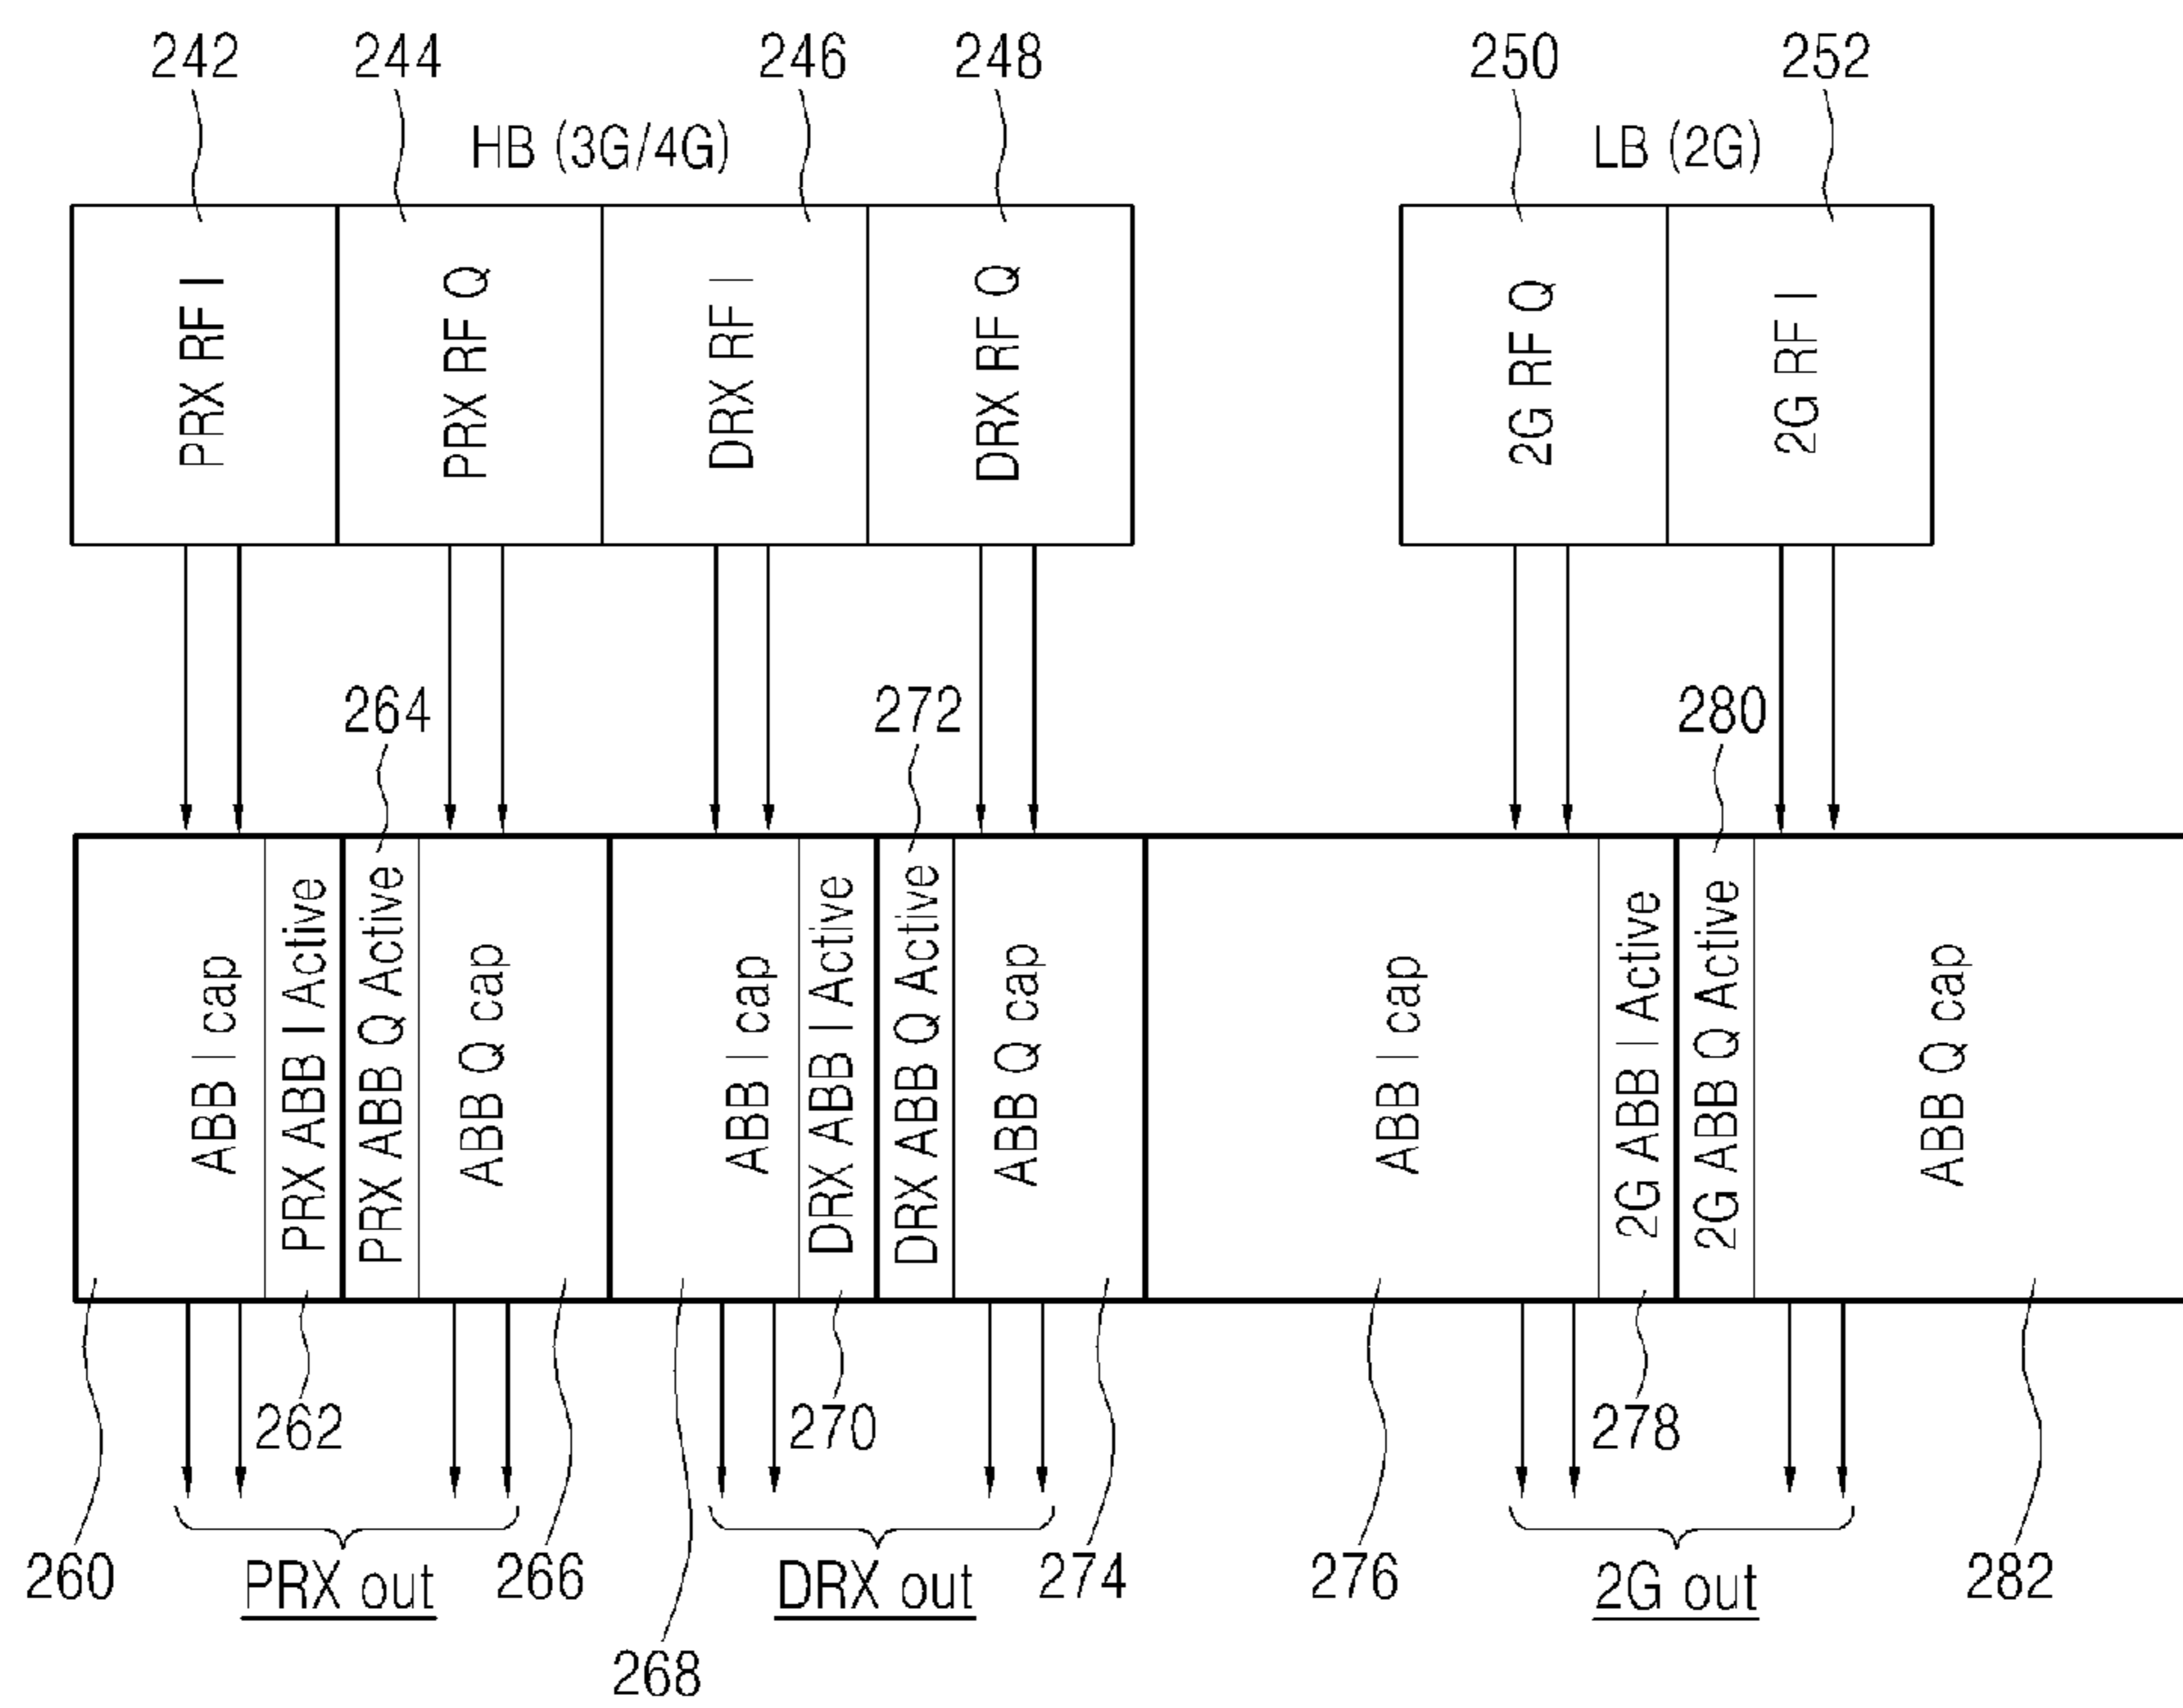 242 244 246 248 250 252
HB (3G/4G) LB (2G)
PRX RF I
PRX RF Q
DRX RF I
DRX RF Q
2G RF Q
2G RF I
264 272 280
ABB I cap
PRX ABB I Active
PRX ABB Q Active
ABB Q cap
ABB I cap
DRX ABB I Active
DRX ABB Q Active
ABB Q cap
ABB I cap
2G ABB I Active
2G ABB Q Active
ABB Q cap
262 270 278
260 PRX out 266 DRX out 274 276 2G out 282
268